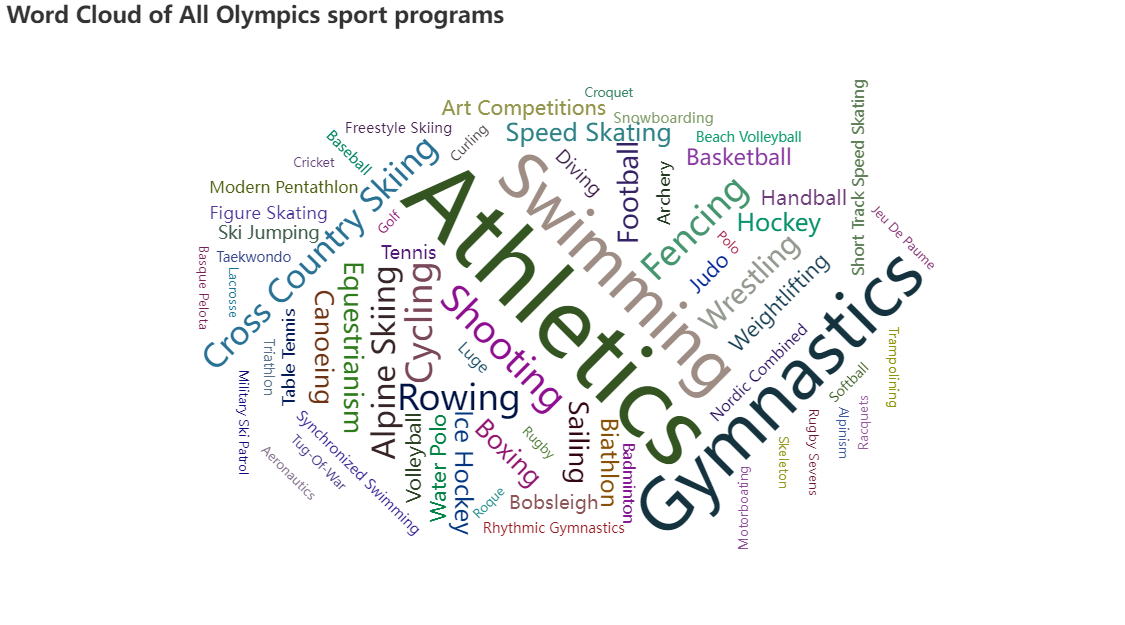 Word Cloud of All Olympics sport programs
Croquet
Art Competitions
Snowboarding
Freestyle Skiing
Curling
Speed Skating
Beach Volleyball
Baseball
Cricket
Diving
Football
Archery
Basketball
Short Track Speed Skating
Modern Pentathlon
Cross Country Skiing
Athletics
Swimming
Fencing
Handball
Figure Skating
Golf
Hockey
Jeu De Paume
Ski Jumping
Polo
Tennis
Judo
Wrestling
Weightlifting
Gymnastics
Basque Pelota
Taekwondo
Lacrosse
Equestrianism
Alpine Skiing
Cycling
Shooting
Canoeing
Table Tennis
Triathlon
Luge
Nordic Combined
Trampolining
Military Ski Patrol
Rowing
Softball
Racquets
Alpinism
Rugby Sevens
Synchronized Swimming
Tug-Of-War
Aeronautics
Volleyball
Water Polo
Ice Hockey
Boxing
Rugby
Sailing
Biathlon
Badminton
Skeleton
Motorboating
Roque
Bobsleigh
Rhythmic Gymnastics